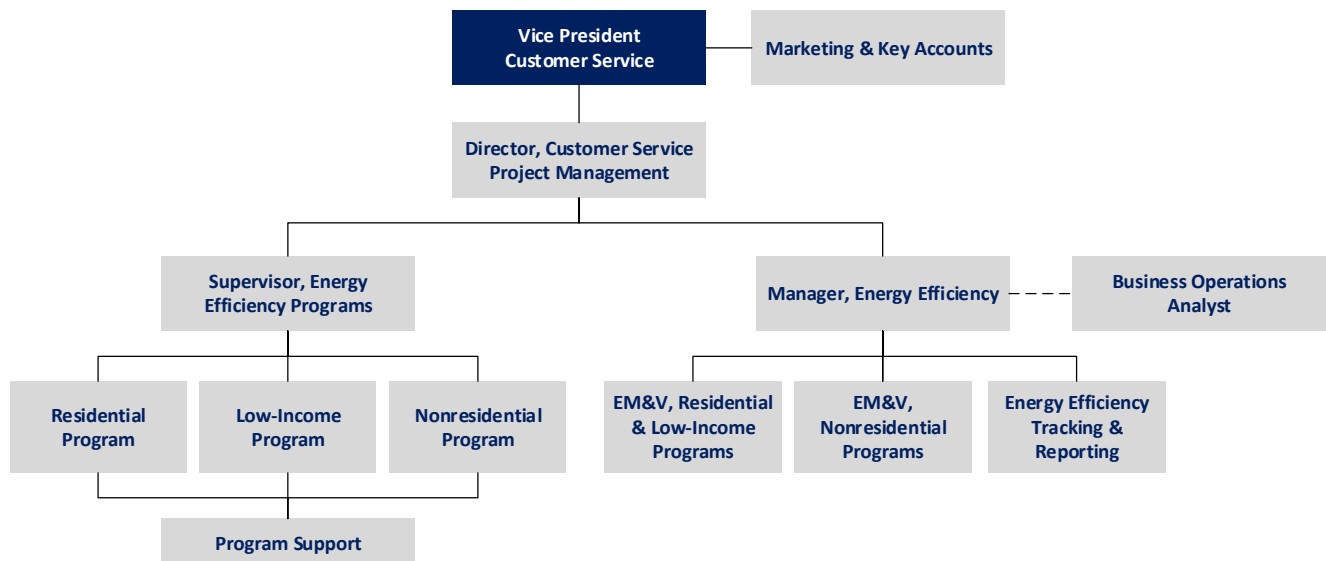 Vice President
Customer Service
Marketing & Key Accounts
Director, Customer Service
Project Management
Supervisor, Energy
Efficiency Programs
Manager, Energy Efficiency
Business Operations
Analyst
Residential
Program
Low-Income
Program
Nonresidential
Program
EM&V, Residential
& Low-Income
Programs
EM&V,
Nonresidential
Programs
Energy Efficiency
Tracking &
Reporting
Program Support